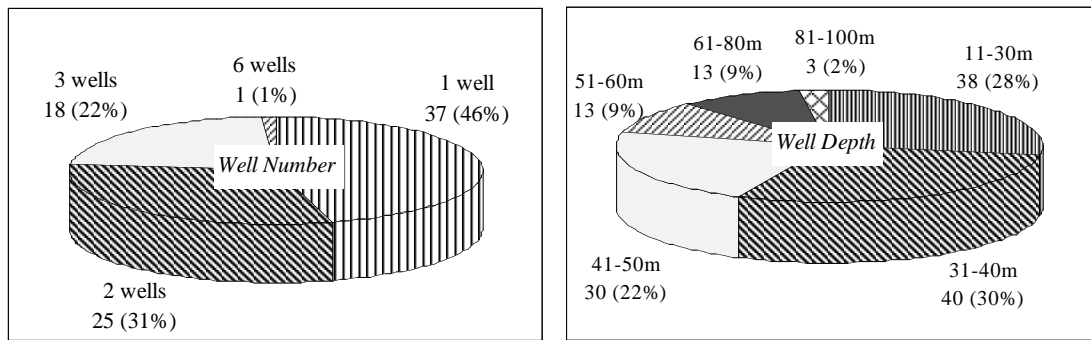 6 wells
1 (1%)
1 well
37 (46%)
3 wells
18 (22%)
Well Number
2 wells
25 (31%)
61-80m
13 (9%)
81-100m
3 (2%)
11-30m
38 (28%)
51-60m
13 (9%)
Well Depth
41-50m
30 (22%)
31-40m
40 (30%)